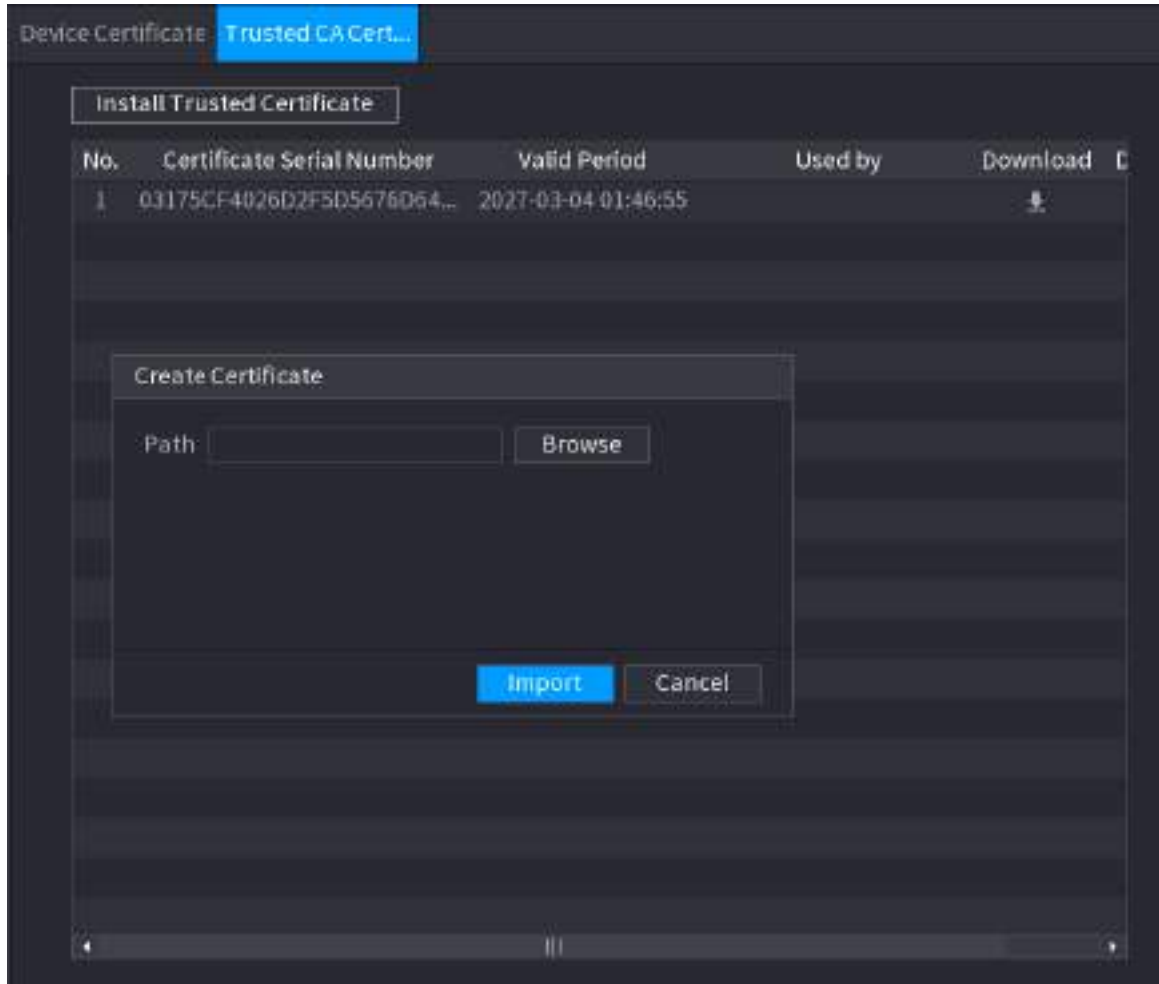 Device Certificate Trusted CA Cert...
Install Trusted Certificate
No. Certificate Serial Number Valid Period Used by Download D
1 03175CF4026D2F5D5676D64... 2027-03-04 01:46:55
Create Certificate
Path Browse
Import Cancel